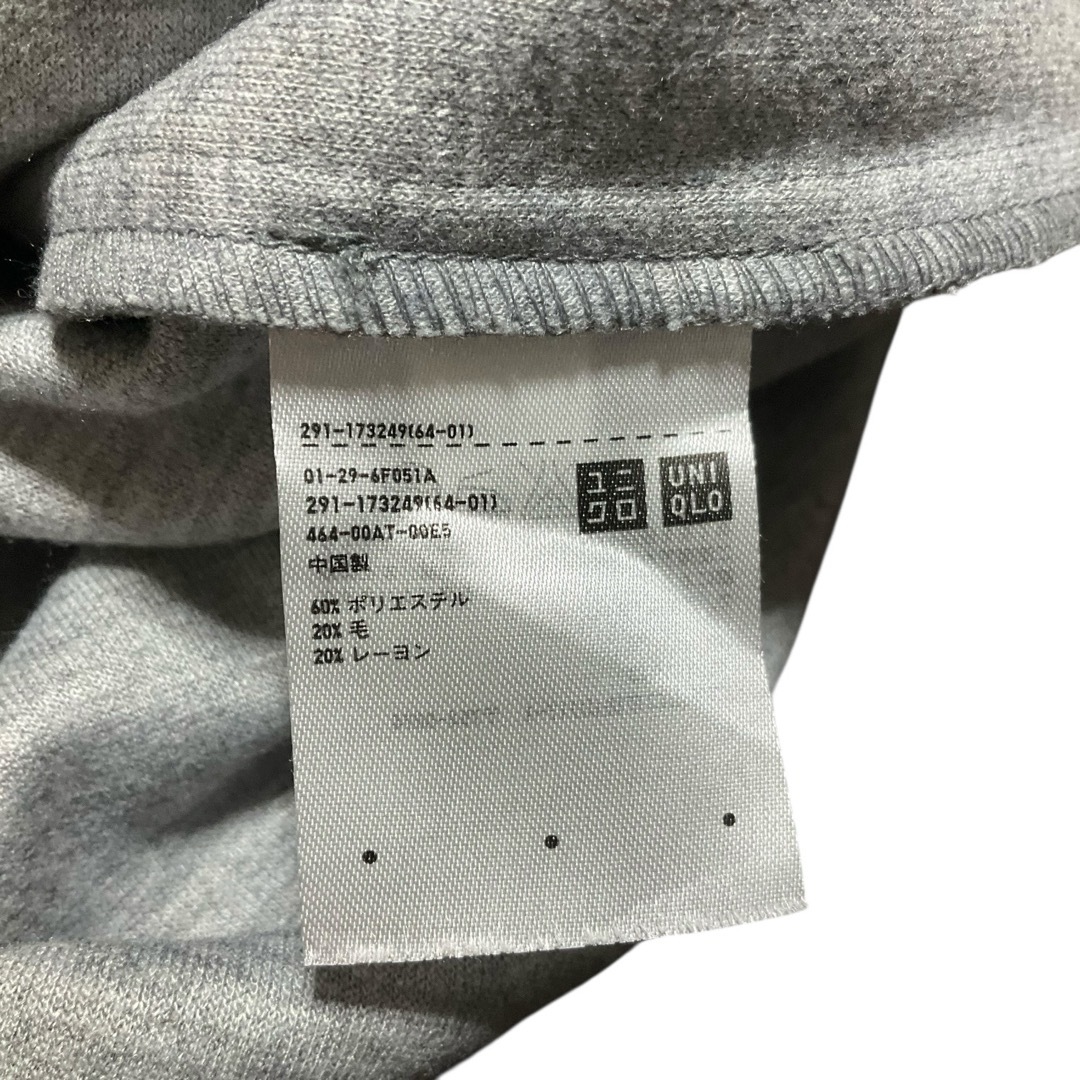 291-173249(64-01)
01-29-6F051A
291-173249(64-01)
464-00AT-00E5
中国製
60% ポリエステル
20% 毛
20% レーヨン
ユニ
クロ
UNI
QLO